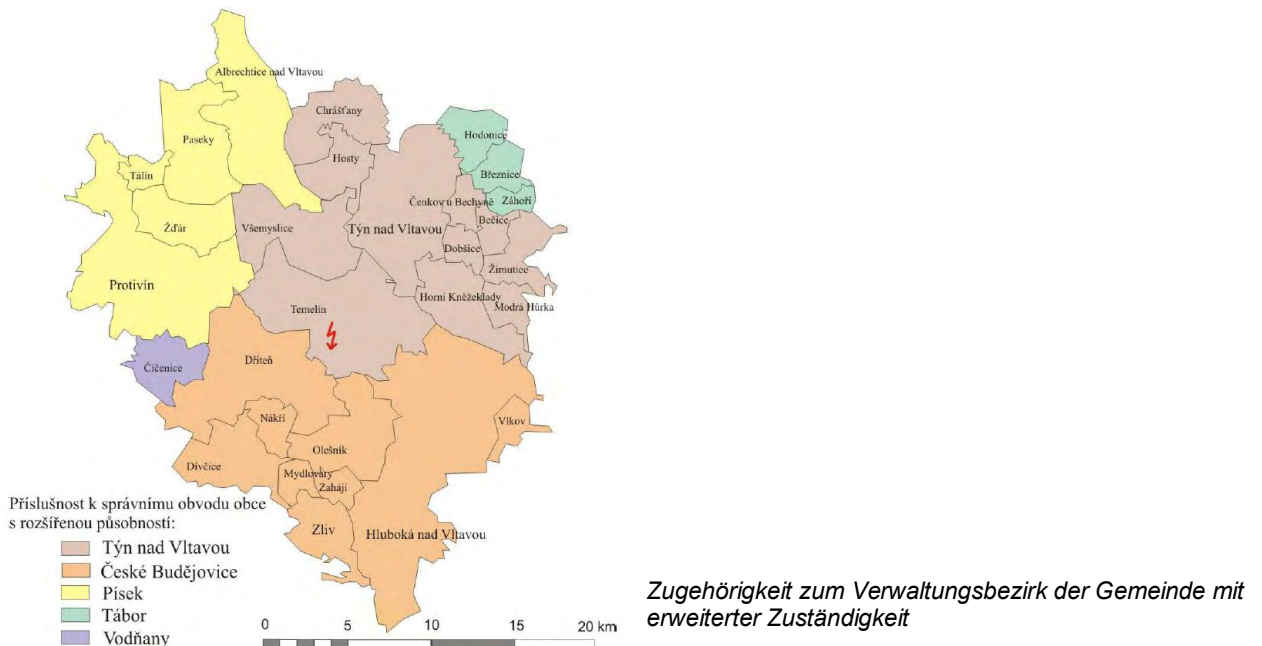 Albrechtice nad Vltavou
Chrášťany
Paseky
Hodonice
Hosty
Březnice
Tálín
Čenkov u Bechyně
Záhoří
Bečice
Žďár
Všemyslice
Týn nad Vltavou
Dobšice
Žimutice
Protivín
Horní Kněžeklady
Modrá Hůrka
Temelín
Číčenice
Dříteň
Nákří
Vlkov
Olešník
Dívčice
Mydlovary
Zahájí
Zliv
Hluboká nad Vltavou
Příslušnost k správnímu obvodu obce
s rozšířenou působností:
Týn nad Vltavou
České Budějovice
Písek
Tábor
Vodňany
0 5 10 15 20 km
Zugehörigkeit zum Verwaltungsbezirk der Gemeinde mit
erweiterter Zuständigkeit